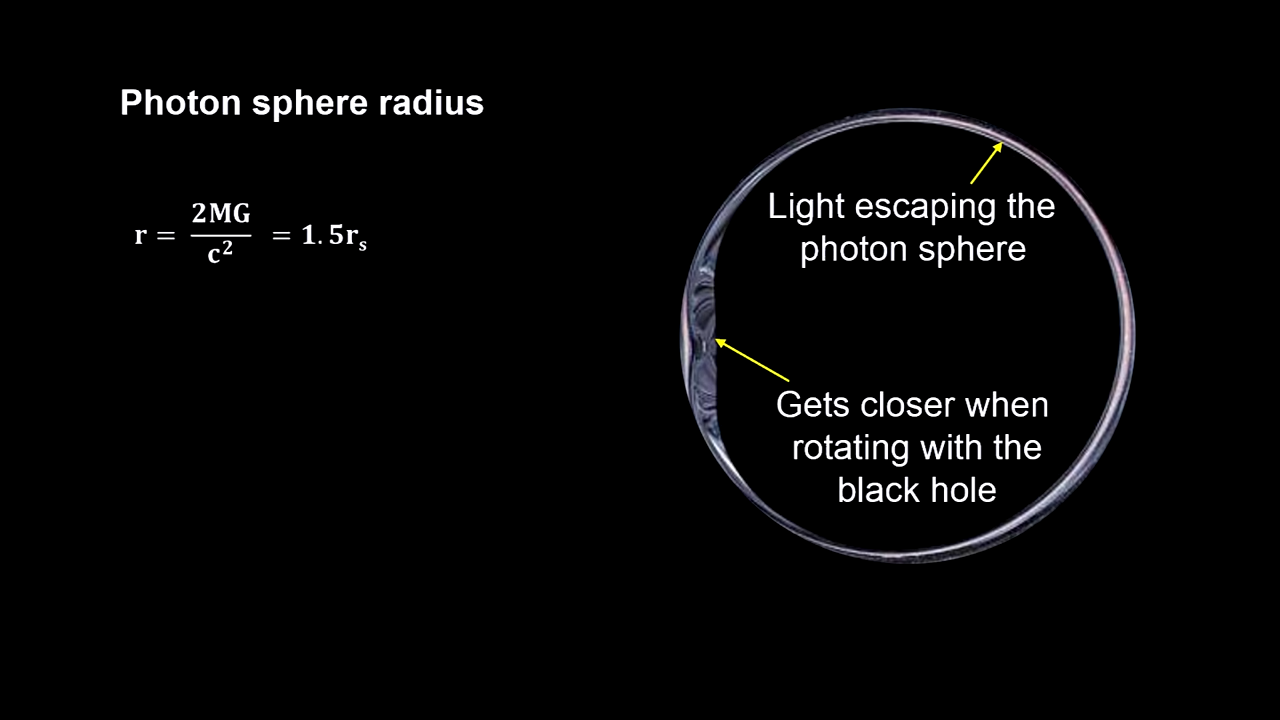 Photon sphere radius
r = 2MG/c² = 1.5rₛ
Light escaping the
photon sphere
Gets closer when
rotating with the
black hole